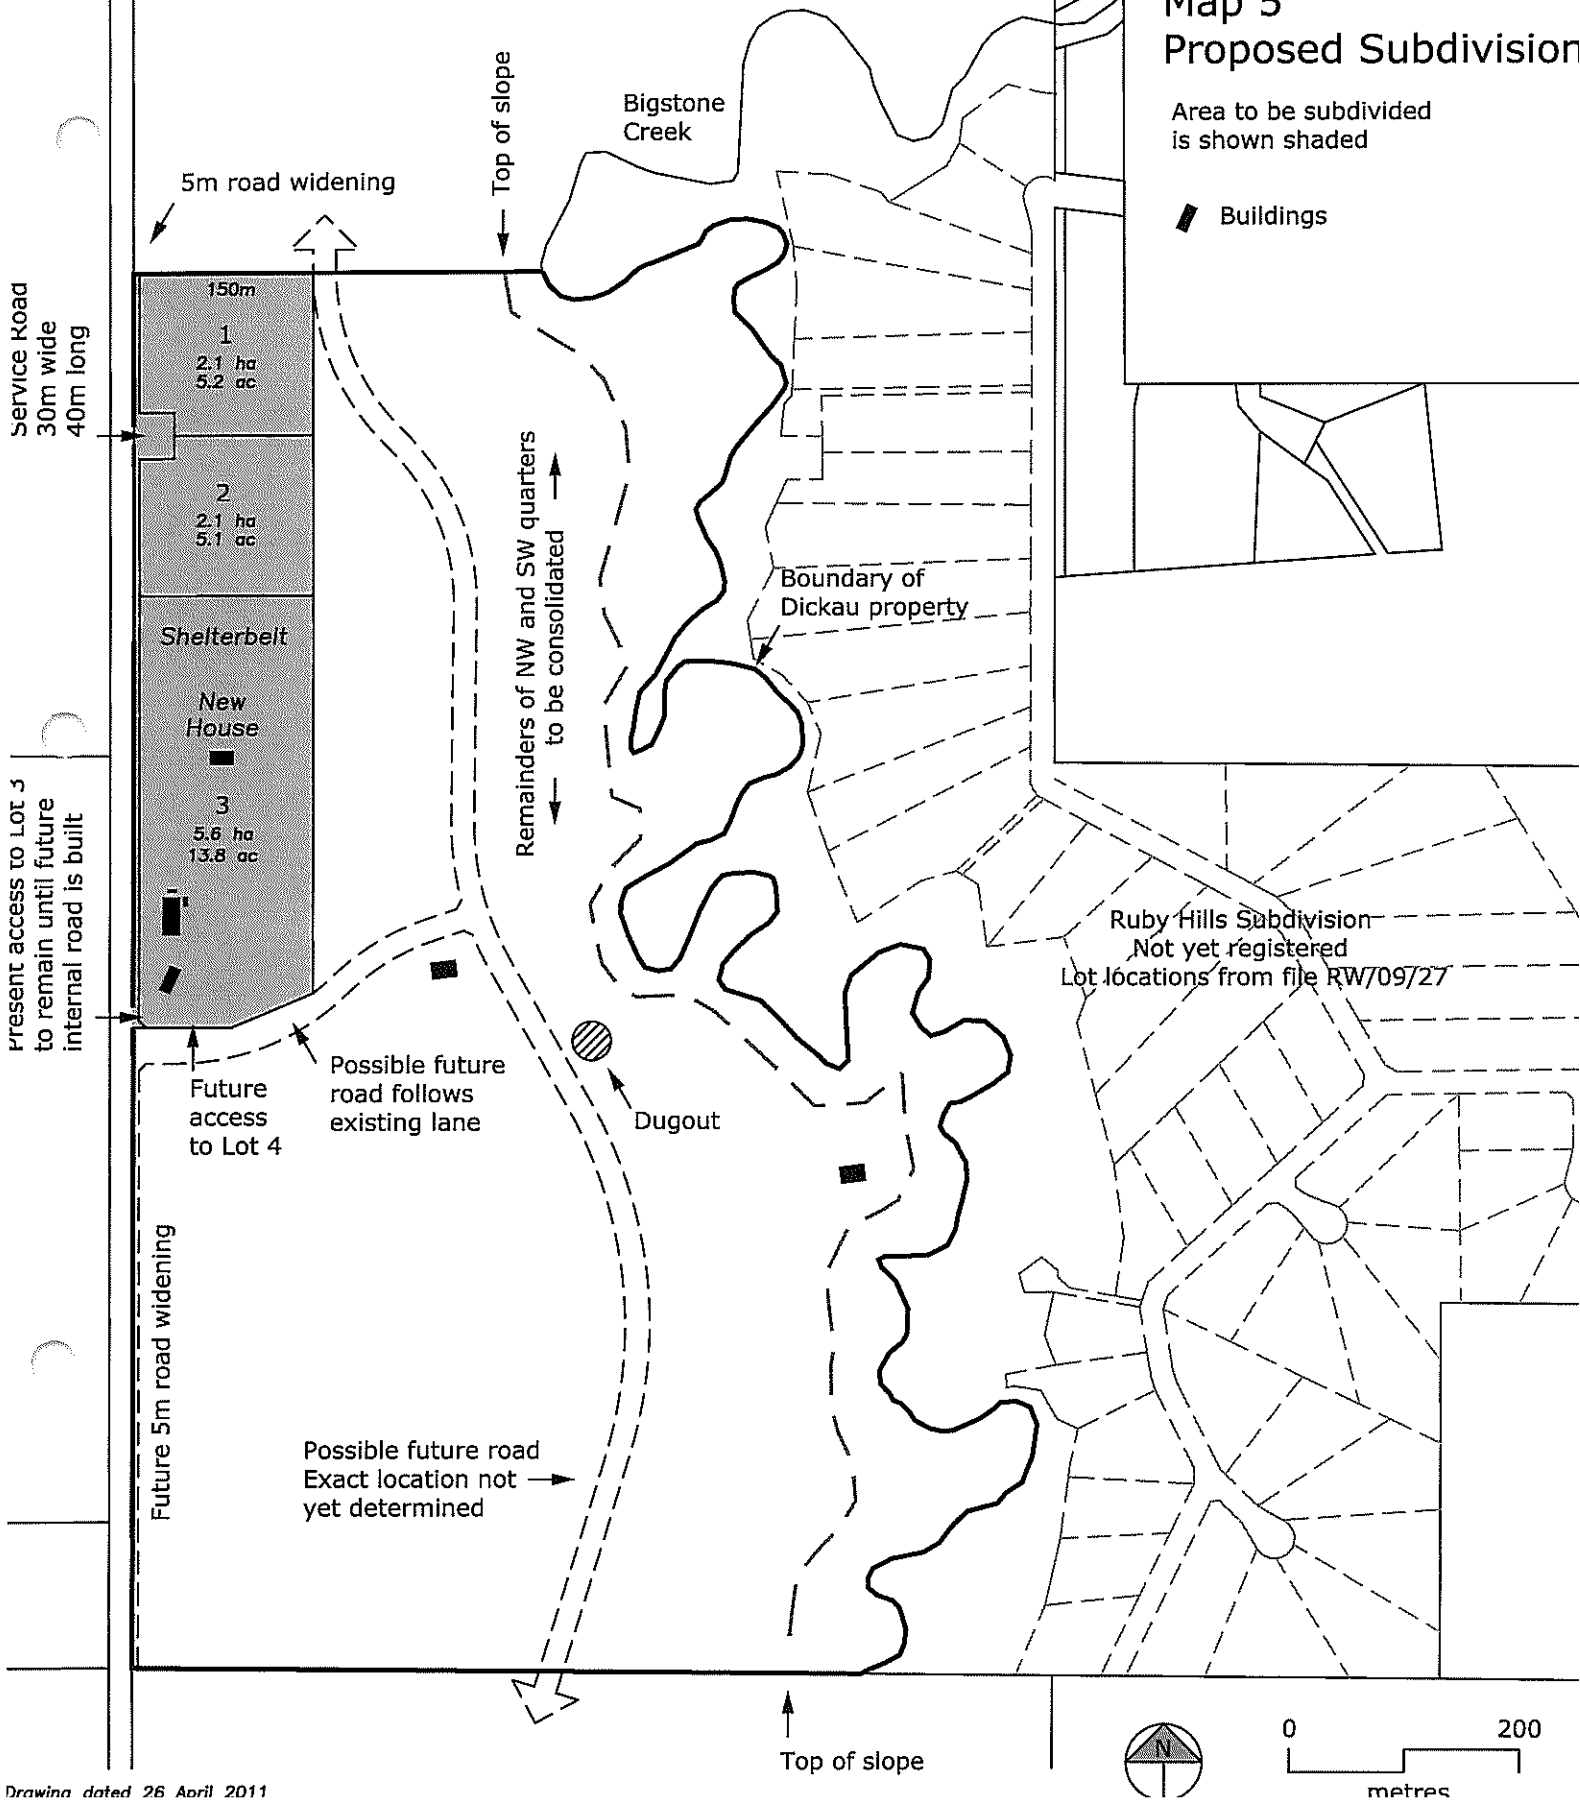 Map 5
Proposed Subdivision
Area to be subdivided
is shown shaded
Buildings
Bigstone
Creek
Top of slope
5m road widening
Service Road
30m wide
40m long
150m
1
2.1 ha
5.2 ac
2
2.1 ha
5.1 ac
Shelterbelt
New
House
3
5.6 ha
13.8 ac
Remainders of NW and SW quarters
to be consolidated
Boundary of
Dickau property
Present access to Lot 3
to remain until future
internal road is built
Ruby Hills Subdivision
Not yet registered
Lot locations from file RW/09/27
Future
access
to Lot 4
Possible future
road follows
existing lane
Dugout
Future 5m road widening
Possible future road
Exact location not
yet determined
Top of slope
N
0 200
metres
Drawing dated 26 April 2011